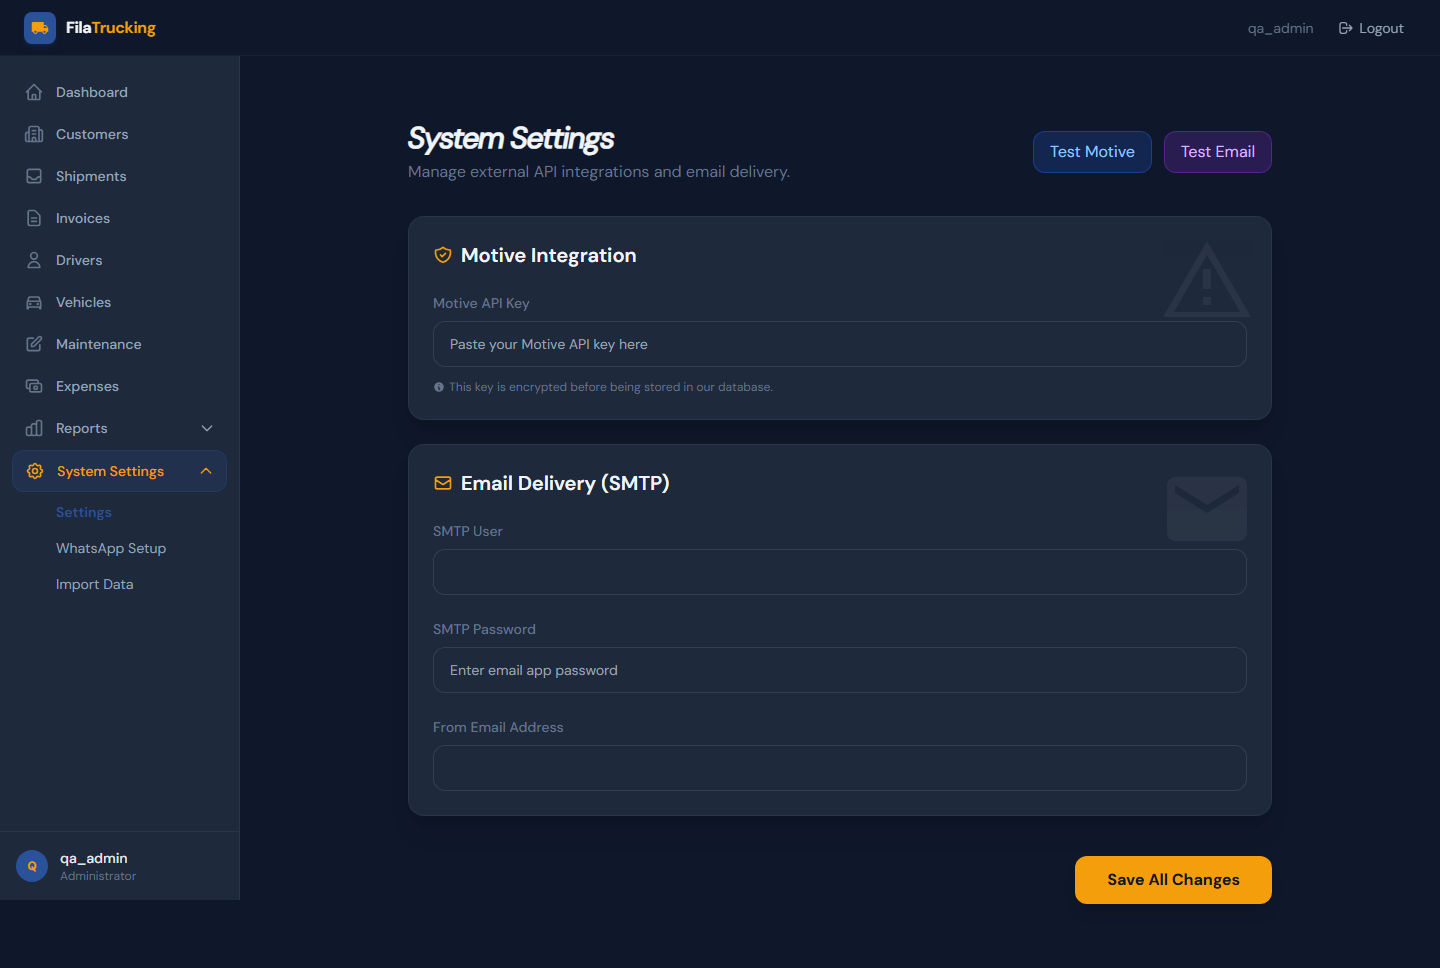 FilaTrucking
qa_admin
Logout
Dashboard
Customers
Shipments
Invoices
Drivers
Vehicles
Maintenance
Expenses
Reports
System Settings
Settings
WhatsApp Setup
Import Data
Q
qa_admin
Administrator
System Settings
Manage external API integrations and email delivery.
Test Motive
Test Email
Motive Integration
Motive API Key
Paste your Motive API key here
This key is encrypted before being stored in our database.
Email Delivery (SMTP)
SMTP User
SMTP Password
Enter email app password
From Email Address
Save All Changes